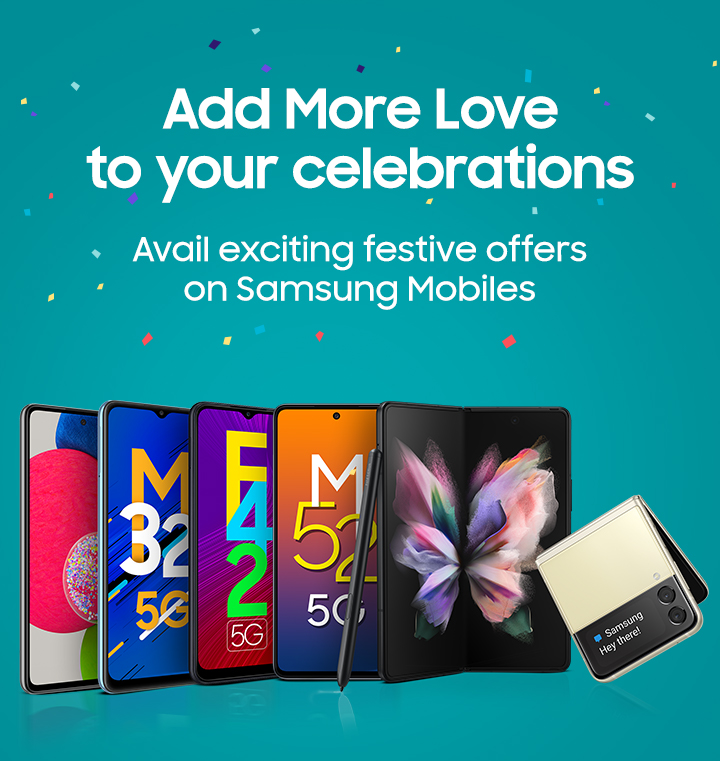 Add More Love
to your celebrations
Avail exciting festive offers
on Samsung Mobiles
M
32
5G
F
4
2
5G
M
52
5G
Samsung
Hey there!